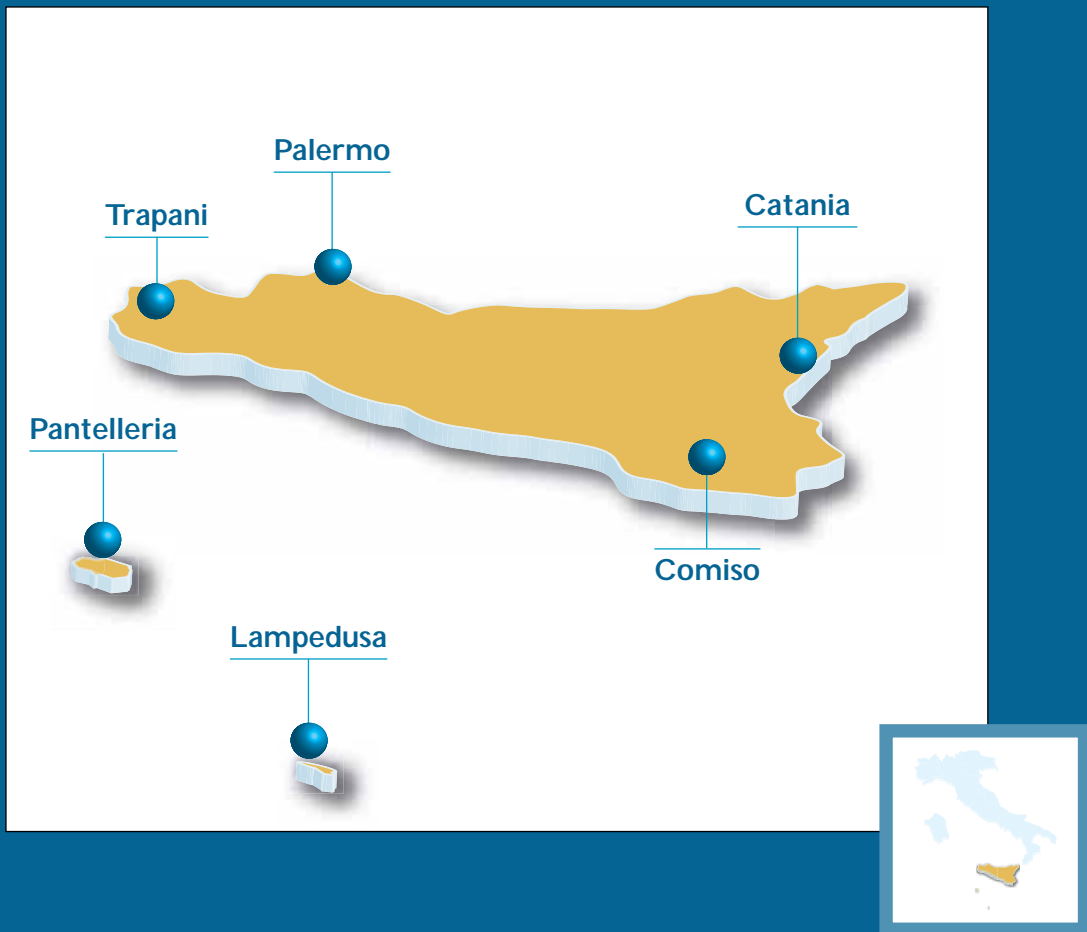 Palermo
Trapani
Catania
Pantelleria
Comiso
Lampedusa